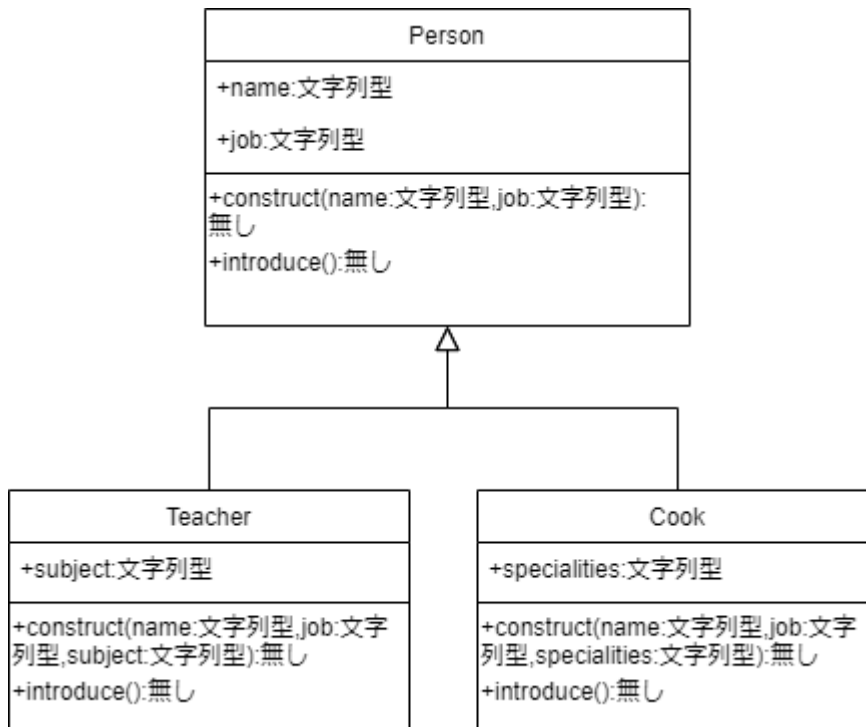 Person
+name:文字列型
+job:文字列型
+construct(name:文字列型,job:文字列型):
無し
+introduce():無し
Teacher
+subject:文字列型
+construct(name:文字列型,job:文字
列型,subject:文字列型):無し
+introduce():無し
Cook
+specialities:文字列型
+construct(name:文字列型,job:文字
列型,specialities:文字列型):無し
+introduce():無し